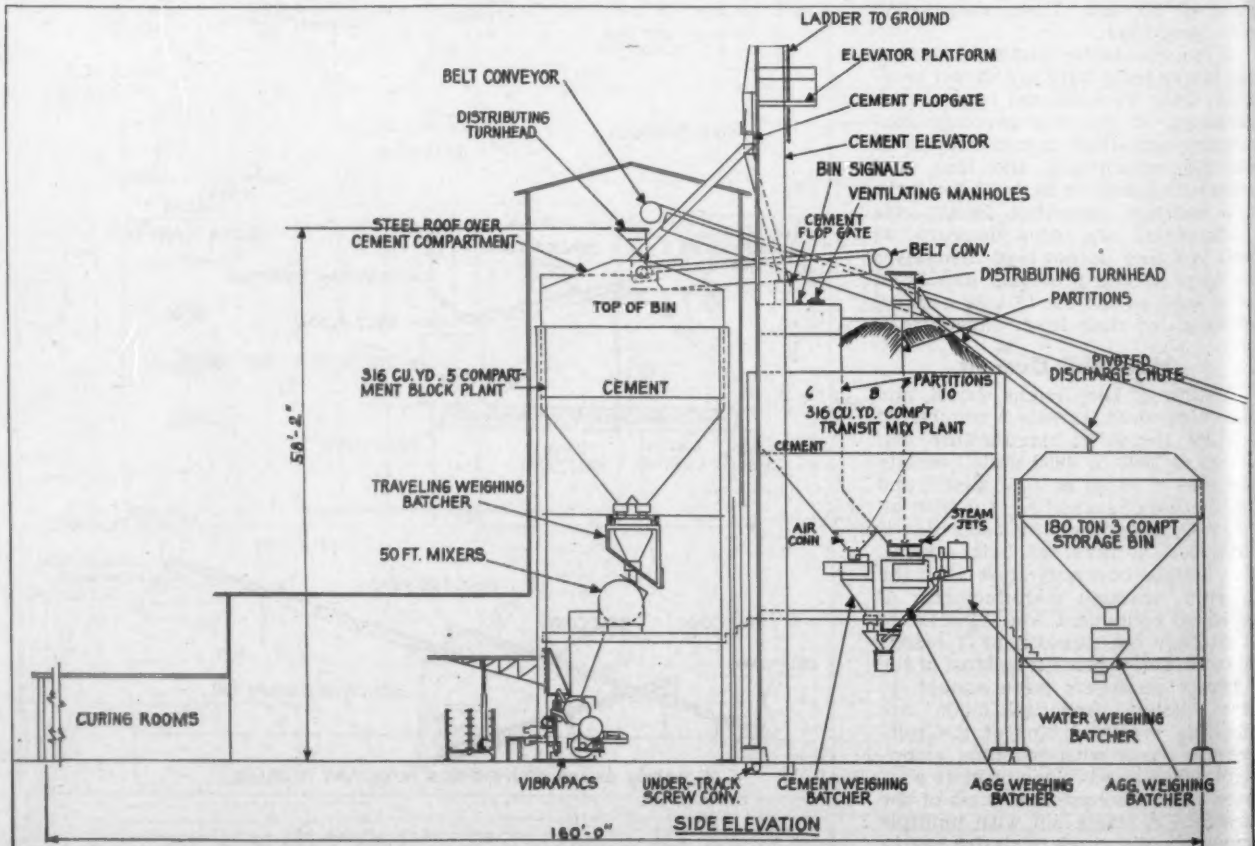 LADDER TO GROUND
ELEVATOR PLATFORM
BELT CONVEYOR
CEMENT FLOPGATE
DISTRIBUTING
TURNHEAD
CEMENT ELEVATOR
BIN SIGNALS
VENTILATING MANHOLES
STEEL ROOF OVER
CEMENT COMPARTMENT
CEMENT
FLOP GATE
BELT CONV.
DISTRIBUTING TURNHEAD
TOP OF BIN
PARTITIONS
PIVOTED
DISCHARGE CHUTE
316 CU.YD. 5 COMPART-
MENT BLOCK PLANT
CEMENT
PARTITIONS
6 8 10
316 CU.YD. COMP'T
TRANSIT MIX PLANT
58'-2"
CEMENT
TRAVELING WEIGHING
BATCHER
AIR
CONN
STEAM
JETS
180 TON 3 COMPT
STORAGE BIN
50 FT. MIXERS
CURING ROOMS
WATER WEIGHING
BATCHER
VIBRAPACS
UNDER-TRACK
SCREW CONV.
CEMENT WEIGHING
BATCHER
AGG WEIGHING
BATCHER
AGG. WEIGHING
BATCHER
160'-0"
SIDE ELEVATION